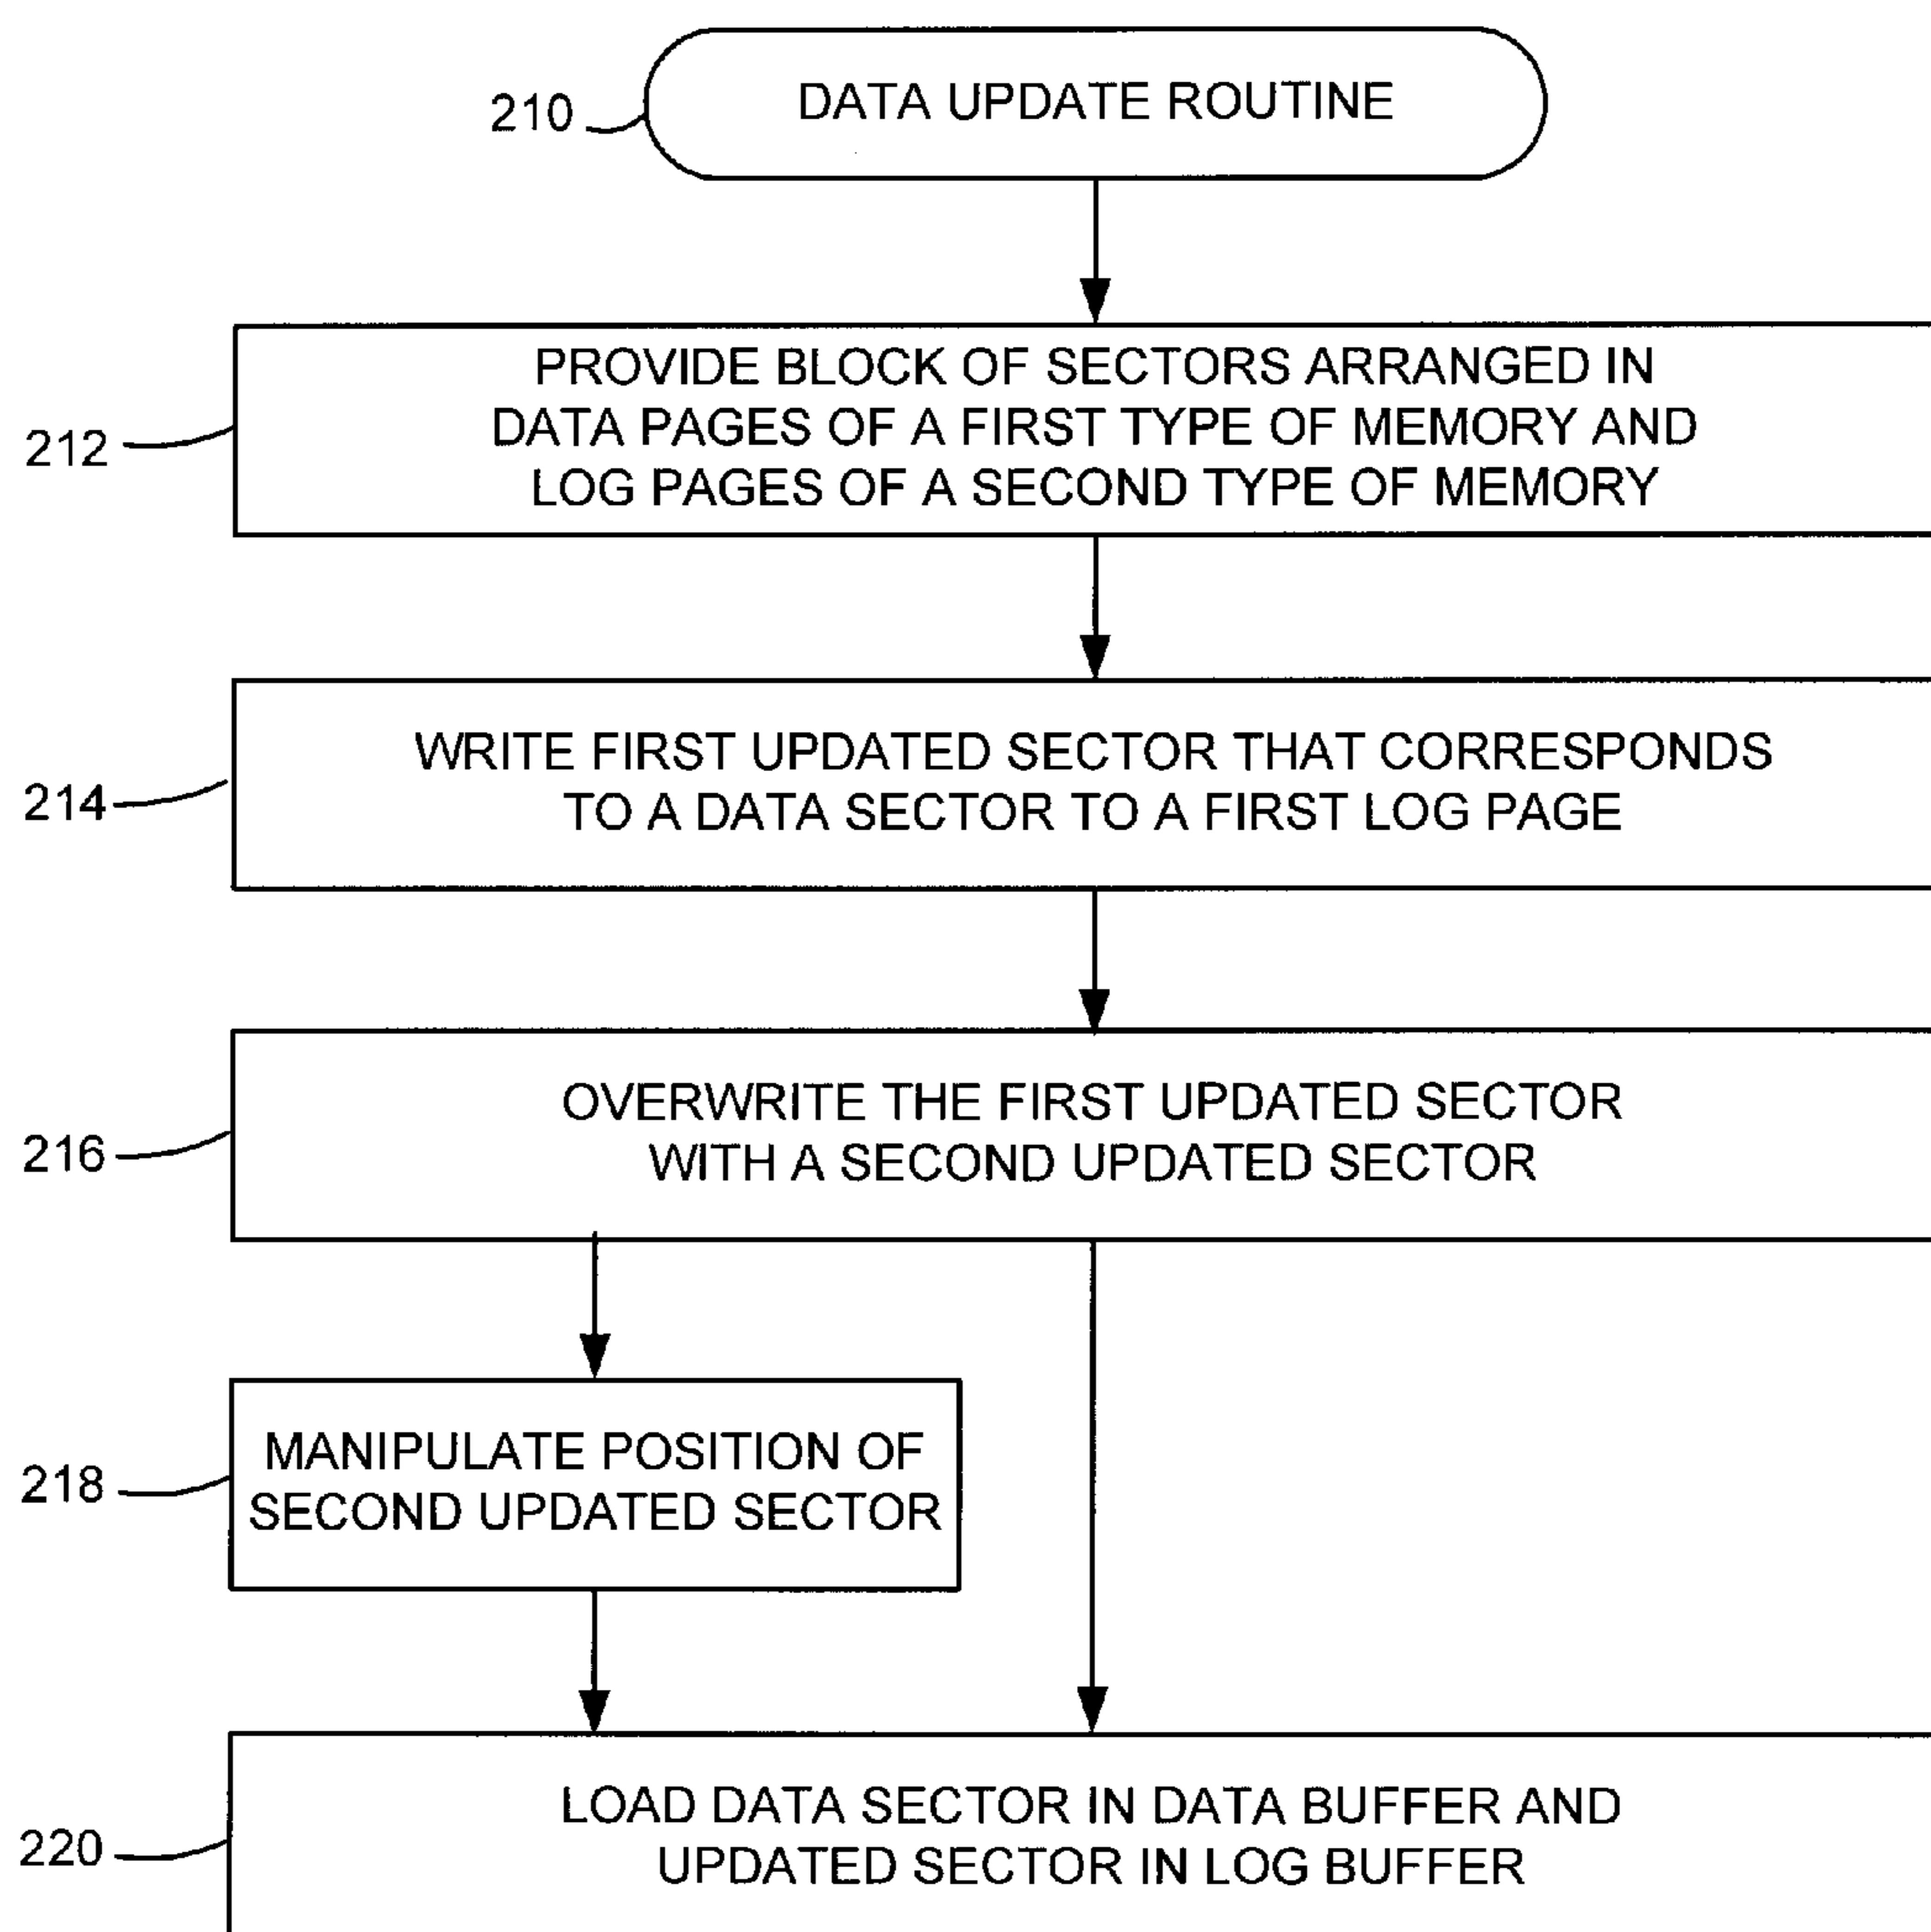 210
DATA UPDATE ROUTINE
PROVIDE BLOCK OF SECTORS ARRANGED IN
DATA PAGES OF A FIRST TYPE OF MEMORY AND
LOG PAGES OF A SECOND TYPE OF MEMORY
212
WRITE FIRST UPDATED SECTOR THAT CORRESPONDS
TO A DATA SECTOR TO A FIRST LOG PAGE
214
OVERWRITE THE FIRST UPDATED SECTOR
WITH A SECOND UPDATED SECTOR
216
MANIPULATE POSITION OF
SECOND UPDATED SECTOR
218
LOAD DATA SECTOR IN DATA BUFFER AND
UPDATED SECTOR IN LOG BUFFER
220